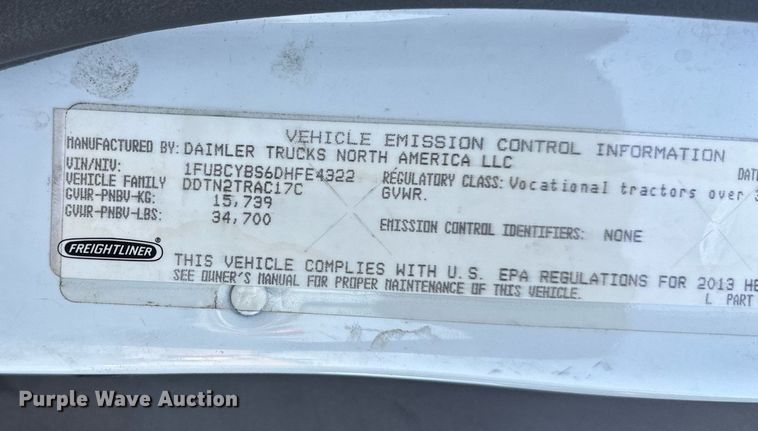 VEHICLE EMISSION CONTROL INFORMATION
MANUFACTURED BY: DAIMLER TRUCKS NORTH AMERICA LLC
VIN/NIV: 1FUBCYBS6DHFE4322
VEHICLE FAMILY DDTN2TRAC17C
GVWR-PNBV-KG: 15,739
GVWR-PNBV-LBS: 34,700
DAT
REGULATORY CLASS: Vocational tractors over 3
GVWR.
EMISSION CONTROL IDENTIFIERS: NONE
FREIGHTLINER
THIS VEHICLE COMPLIES WITH U.S. EPA REGULATIONS FOR 2013 HE
SEE OWNER'S MANUAL FOR PROPER MAINTENANCE OF THIS VEHICLE.
L PART
Purple Wave Auction